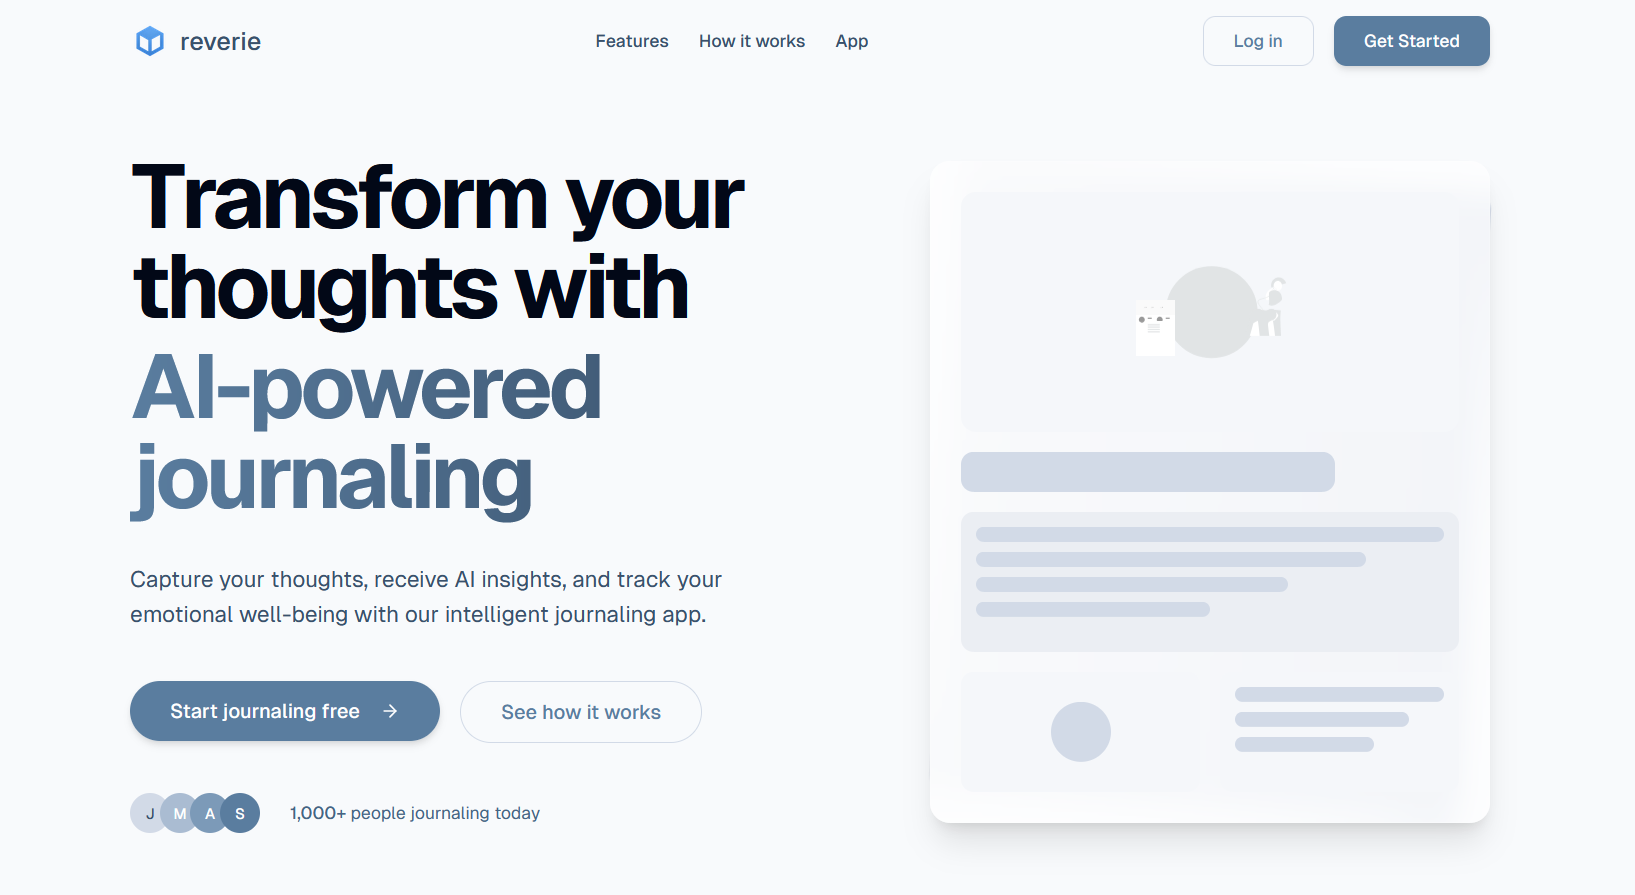 reverie
Features How it works App
Log in
Get Started
Transform your
thoughts with
AI-powered
journaling
Capture your thoughts, receive AI insights, and track your
emotional well-being with our intelligent journaling app.
Start journaling free →
See how it works
J M A S
1,000+ people journaling today